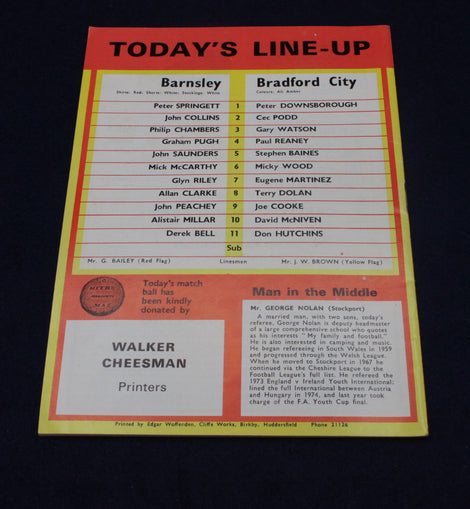 TODAY'S LINE-UP
Barnsley
Bradford City
Shirts: Red; Shorts: White; Stockings: White
Colours: All Amber
Peter SPRINGETT 1 Peter DOWNSBOROUGH
John COLLINS 2 Cec PODD
Philip CHAMBERS 3 Gary WATSON
Graham PUGH 4 Paul REANEY
John SAUNDERS 5 Stephen BAINES
Mick McCARTHY 6 Micky WOOD
Glyn RILEY 7 Eugene MARTINEZ
Allan CLARKE 8 Terry DOLAN
John PEACHEY 9 Joe COOKE
Alistair MILLAR 10 David McNIVEN
Derek BELL 11 Don HUTCHINS
Sub
Mr. G. BAILEY (Red Flag) Linesmen Mr. J. W. BROWN (Yellow Flag)
Today's match
ball has
been kindly
donated by
WALKER
CHEESMAN
Printers
Man in the Middle
Mr. GEORGE NOLAN (Stockport)
A married man, with two sons, today's
referee, George Nolan is deputy headmaster
of a large comprehensive school who quotes
as his interests " My family and football."
He is also interested in camping and music.
He began refereeing in South Wales in 1959
and progressed through the Welsh League.
When he moved to Stockport in 1967 he
continued via the Cheshire League to the
Football League's full list. He refereed the
1973 England v Ireland Youth International;
lined the full International between Austria
and Hungary in 1974, and last year took
charge of the F.A. Youth Cup final.
Printed by Edgar Woffenden, Cliffe Works, Birkby, Huddersfield Phone 21126